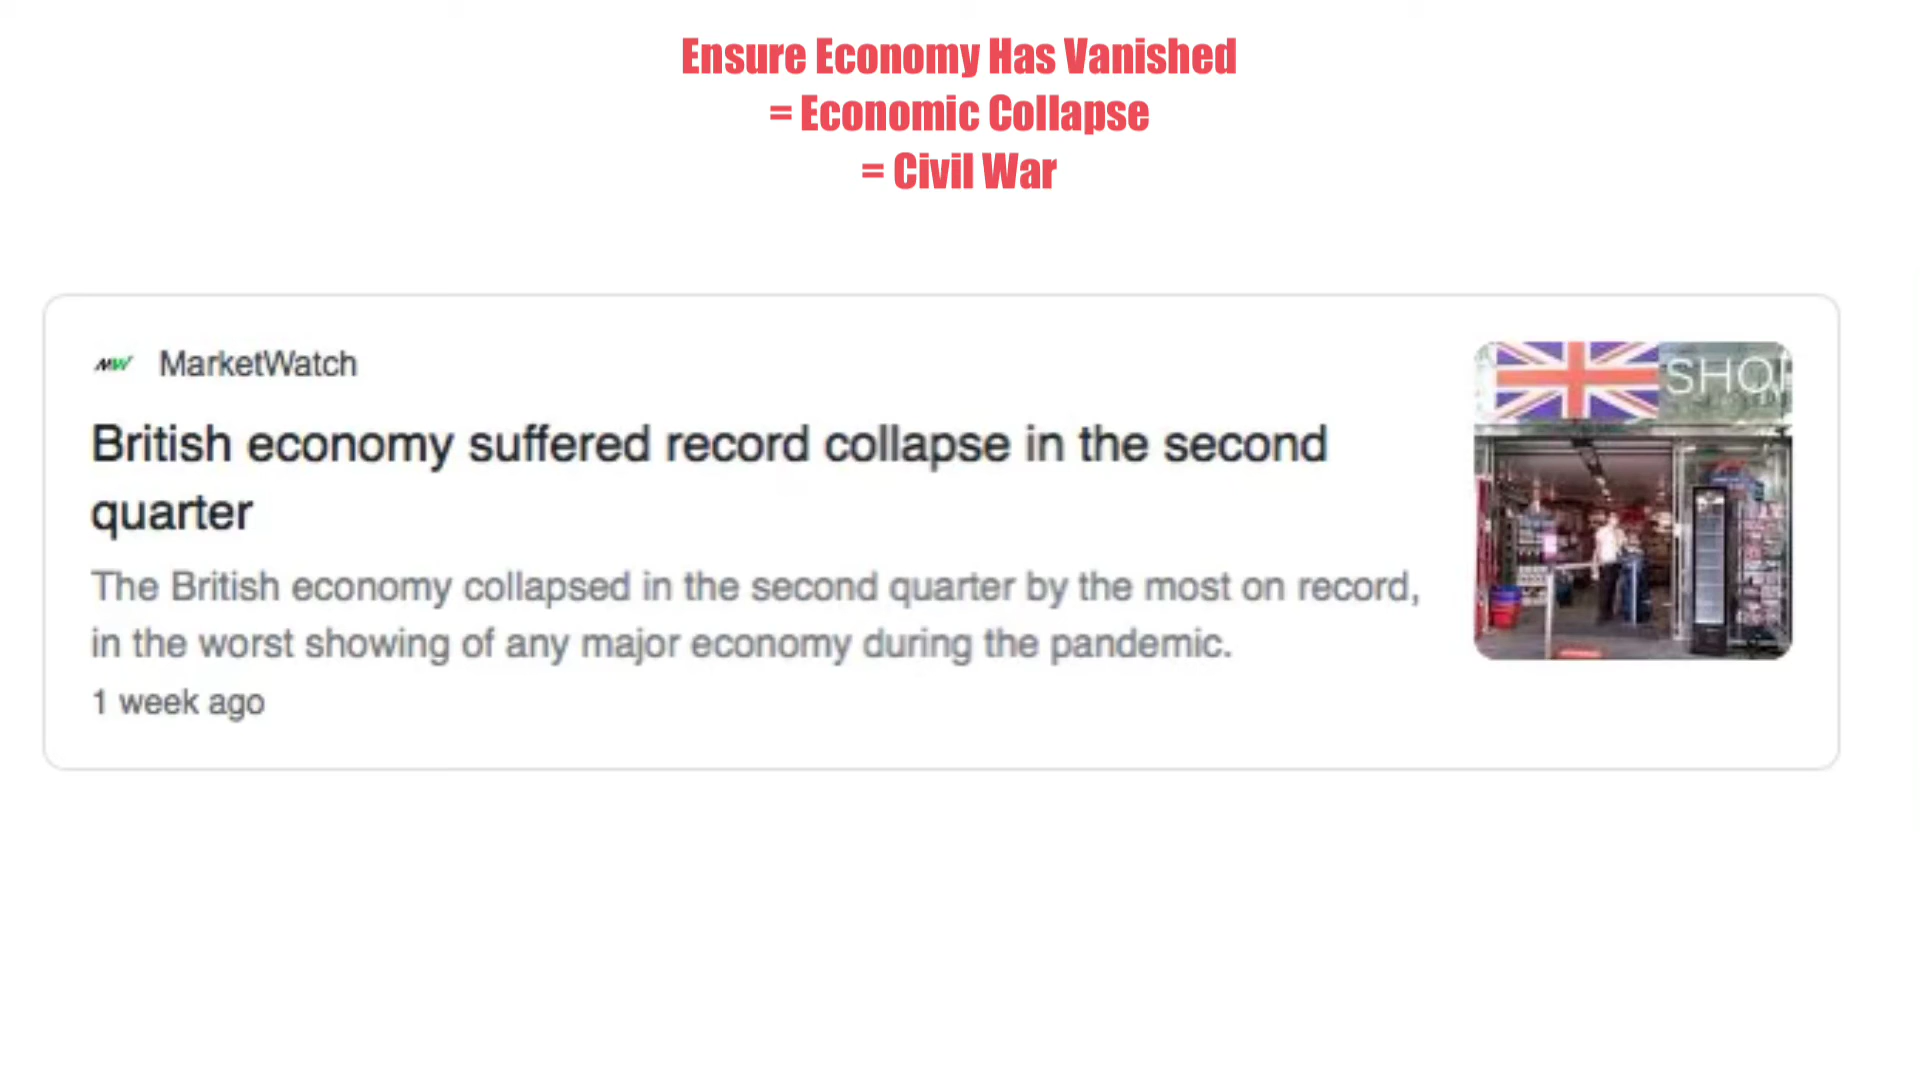 Ensure Economy Has Vanished
= Economic Collapse
= Civil War
MW MarketWatch
British economy suffered record collapse in the second
quarter
The British economy collapsed in the second quarter by the most on record,
in the worst showing of any major economy during the pandemic.
1 week ago
SHO